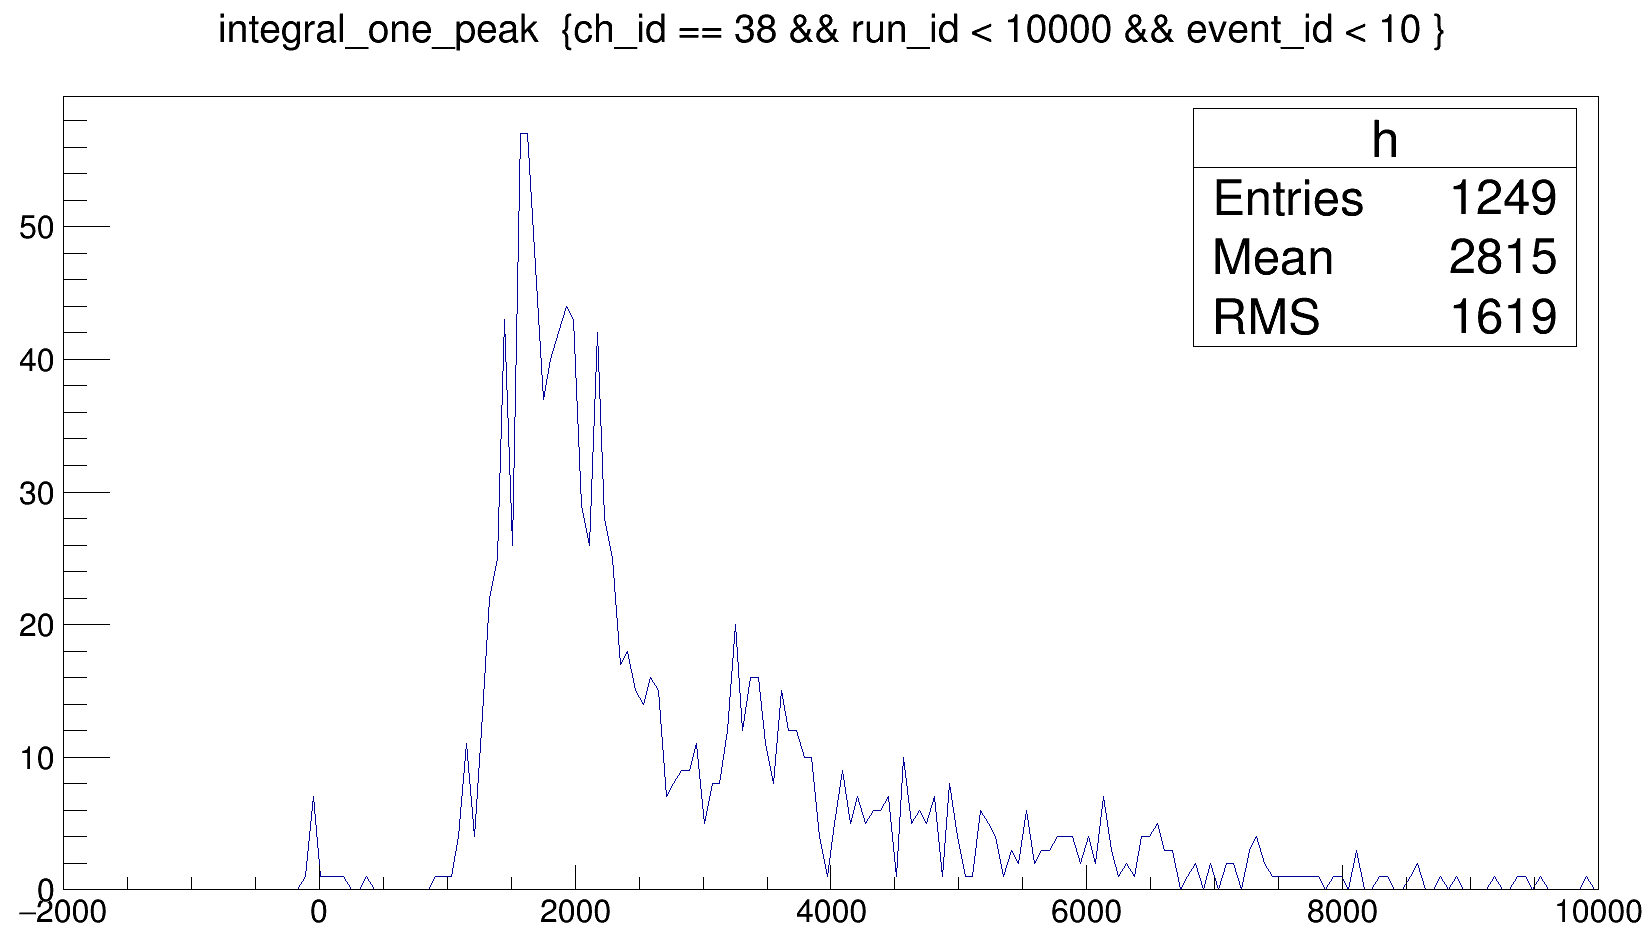 integral_one_peak {ch_id == 38 && run_id < 10000 && event_id < 10 }
h
Entries 1249
Mean 2815
RMS 1619
50
40
30
20
10
0
−2000 0 2000 4000 6000 8000 10000